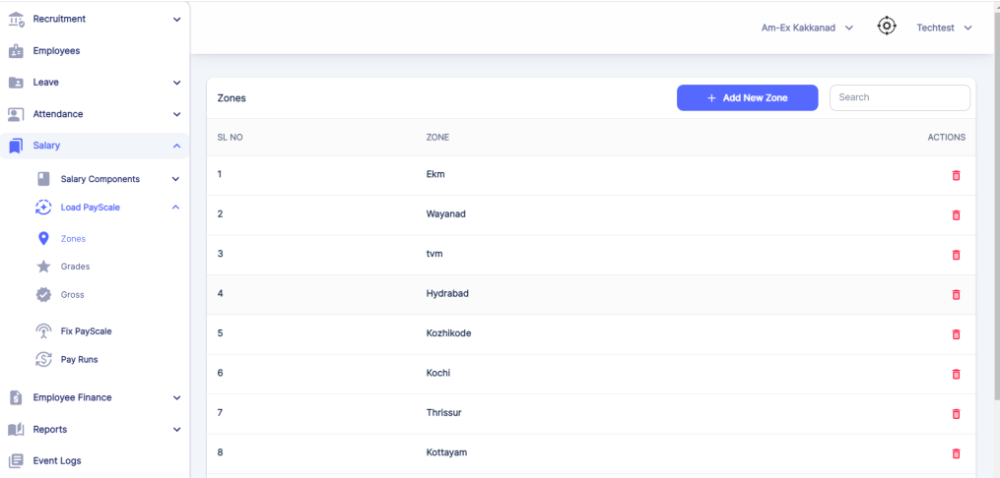 Recruitment
Employees
Leave
Attendance
Salary
Salary Components
Load PayScale
Zones
Grades
Gross
Fix PayScale
Pay Runs
Employee Finance
Reports
Event Logs
Am-Ex Kakkanad Techtest
Zones + Add New Zone Search
SL NO ZONE ACTIONS
1 Ekm
2 Wayanad
3 tvm
4 Hydrabad
5 Kozhikode
6 Kochi
7 Thrissur
8 Kottayam